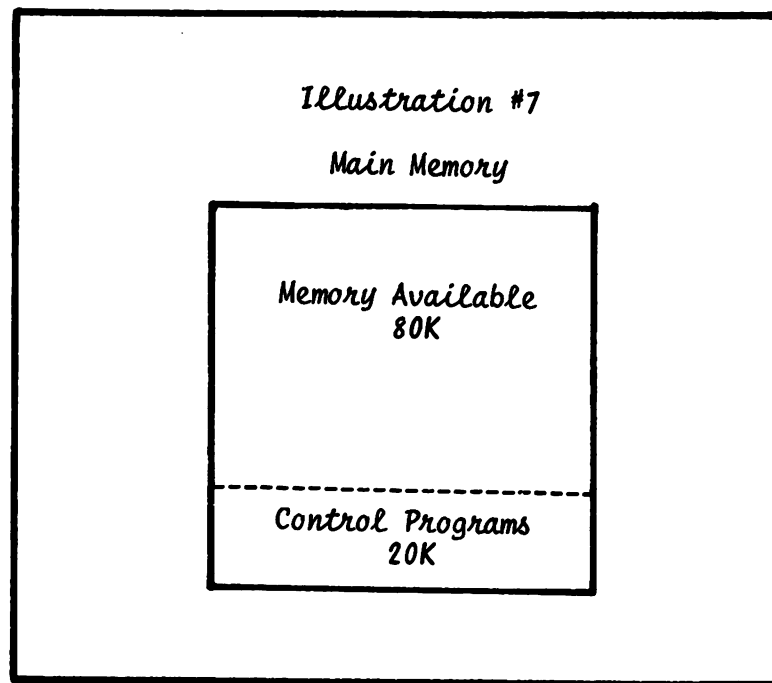 Illustration #7
Main Memory
Memory Available
80K
Control Programs
20K